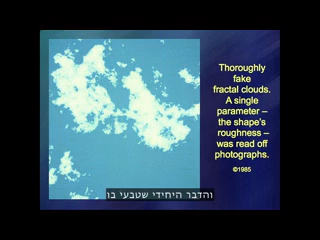 Thoroughly
fake
fractal clouds.
A single
parameter –
the shape's
roughness –
was read off
photographs.
©1985
והדבר היחידי שטבעי בו